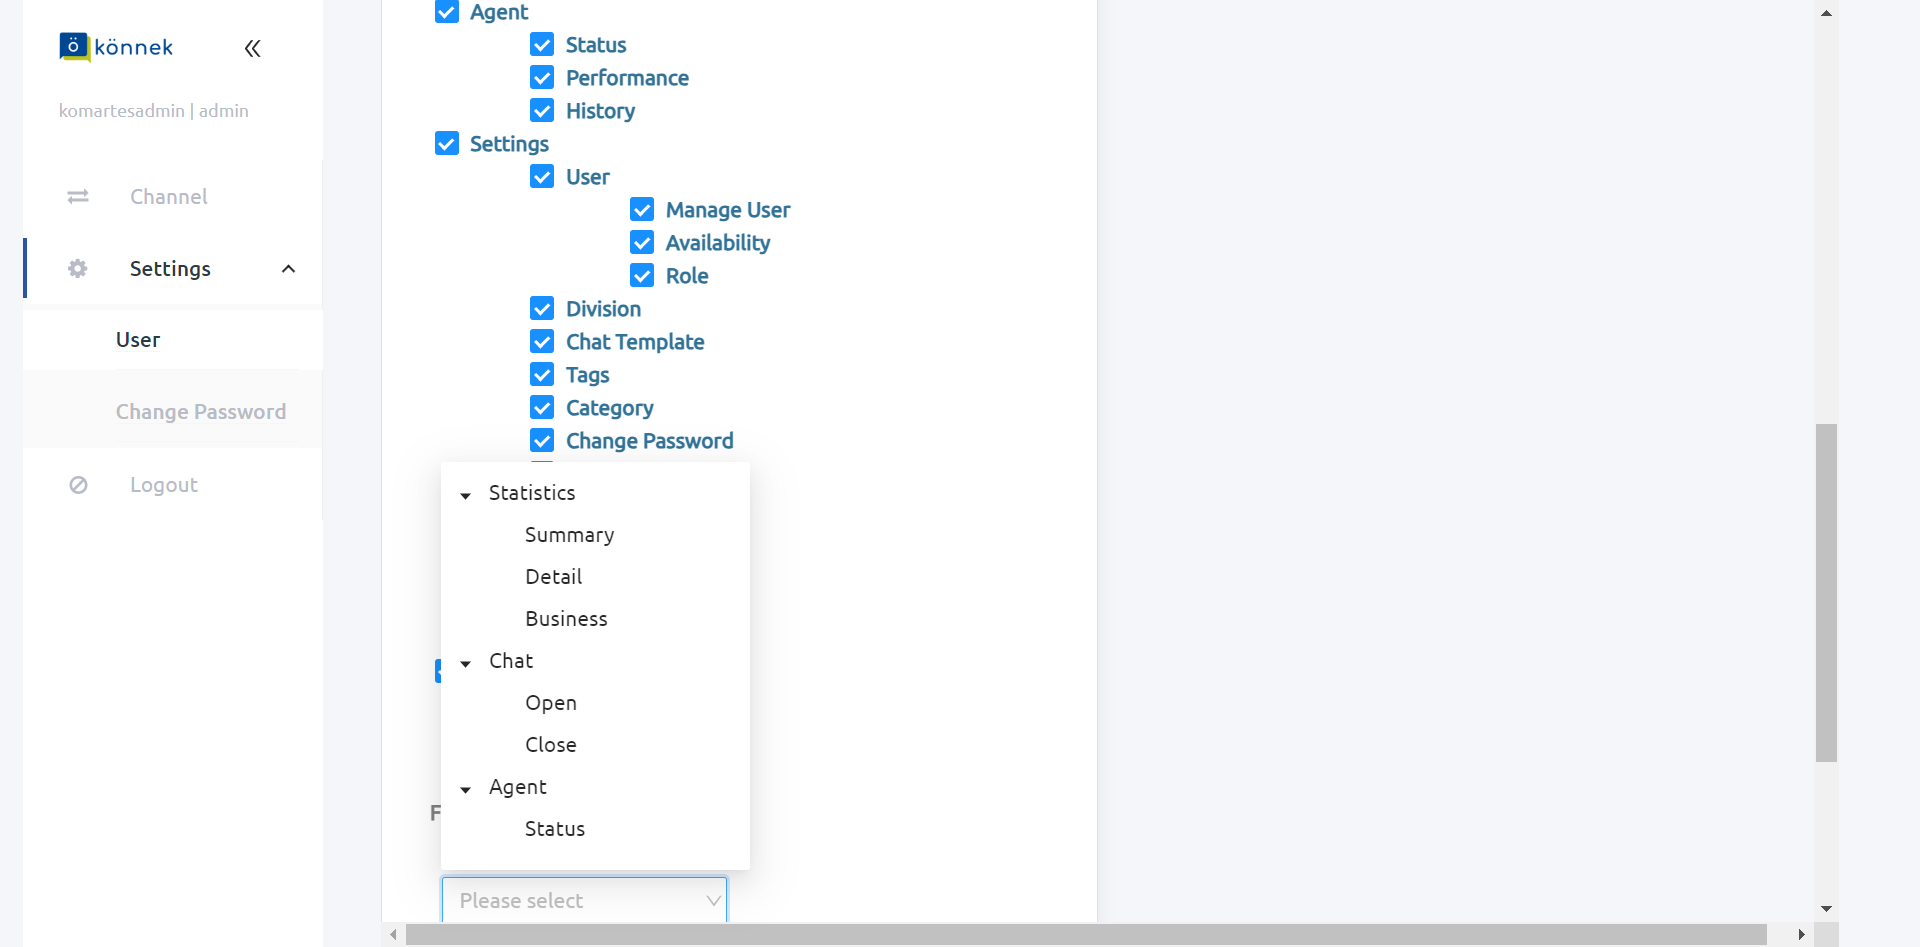 ö könnek
komartesadmin | admin
Channel
Settings
User
Change Password
Logout
Agent
Status
Performance
History
Settings
User
Manage User
Availability
Role
Division
Chat Template
Tags
Category
Change Password
Statistics
Summary
Detail
Business
Chat
Open
Close
Agent
Status
F
Please select